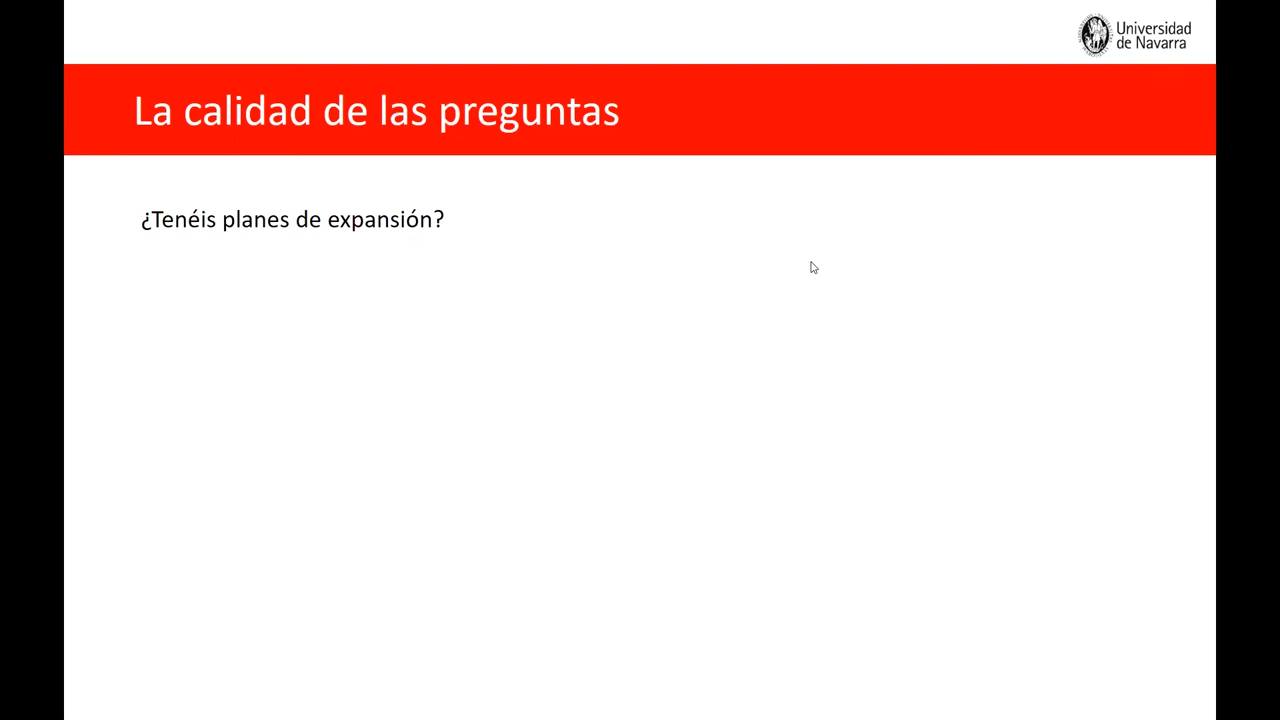 Universidad
de Navarra
La calidad de las preguntas
¿Tenéis planes de expansión?